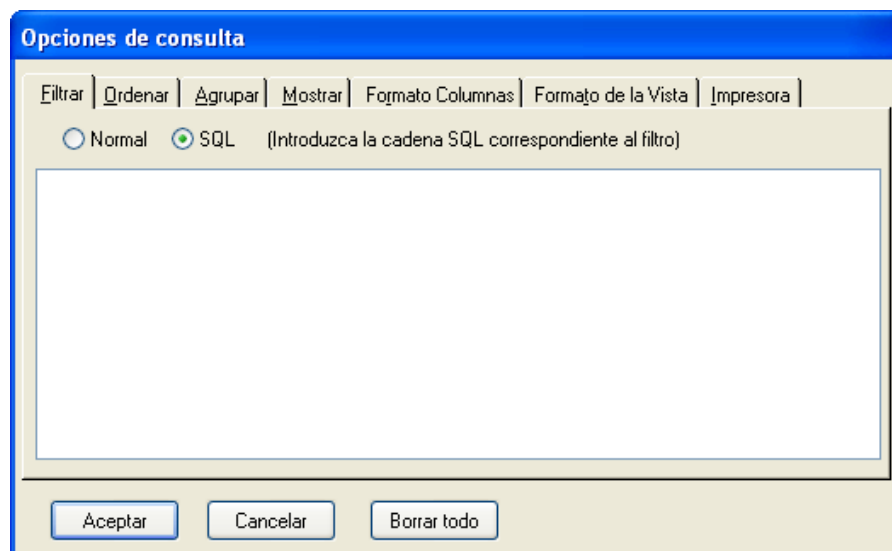 Opciones de consulta
Filtrar Ordenar Agrupar Mostrar Formato Columnas Formato de la Vista Impresora
Normal SQL (Introduzca la cadena SQL correspondiente al filtro)
Aceptar Cancelar Borrar todo